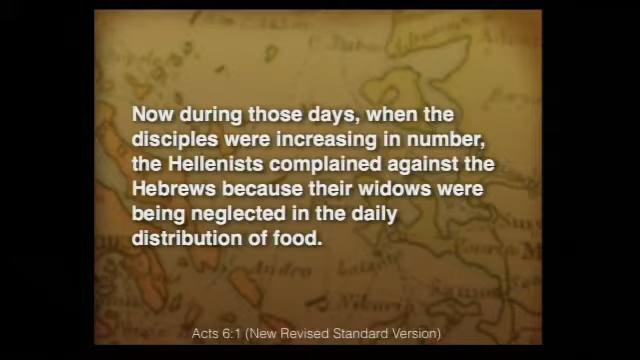 Now during those days, when the
disciples were increasing in number,
the Hellenists complained against the
Hebrews because their widows were
being neglected in the daily
distribution of food.
Andro
Acts 6:1 (New Revised Standard Version)